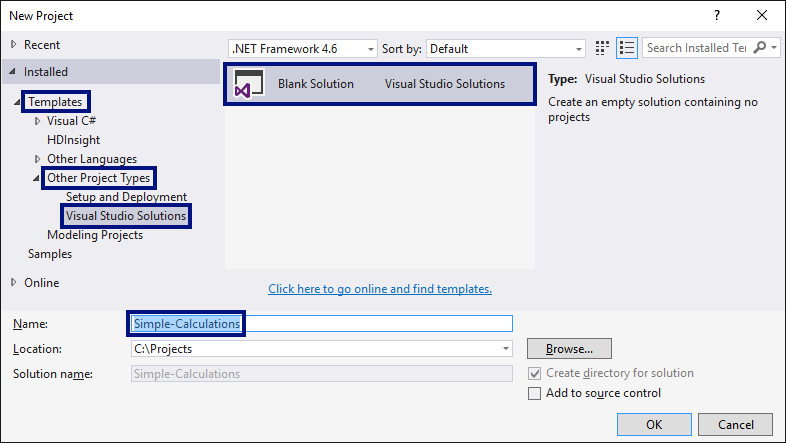 New Project
? 
Recent
.NET Framework 4.6
Sort by:
Default
Search Installed Te
Installed
Templates
Visual C#
HDInsight
Other Languages
Other Project Types
Setup and Deployment
Visual Studio Solutions
Modeling Projects
Samples
Online
Blank Solution
Visual Studio Solutions
Type: Visual Studio Solutions
Create an empty solution containing no
projects
Click here to go online and find templates.
Name:
Simple-Calculations
Location:
C:\Projects
Browse...
Solution name:
Simple-Calculations
Create directory for solution
Add to source control
OK
Cancel